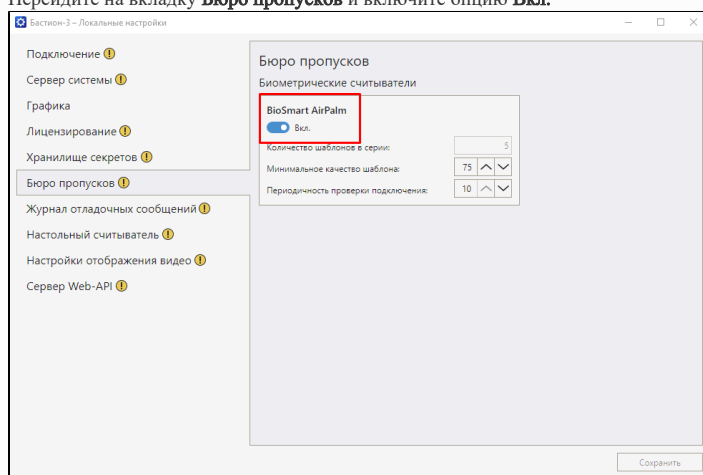 Перейдите на вкладку Бюро пропусков и включите опцию Вкл.
Бастион-3 – Локальные настройки
Подключение
Сервер системы
Графика
Лицензирование
Хранилище секретов
Бюро пропусков
Журнал отладочных сообщений
Настольный считыватель
Настройки отображения видео
Сервер Web-API
Бюро пропусков
Биометрические считыватели
BioSmart AirPalm
Вкл.
Количество шаблонов в серии: 5
Минимальное качество шаблона: 75
Периодичность проверки подключения: 10
Сохранить